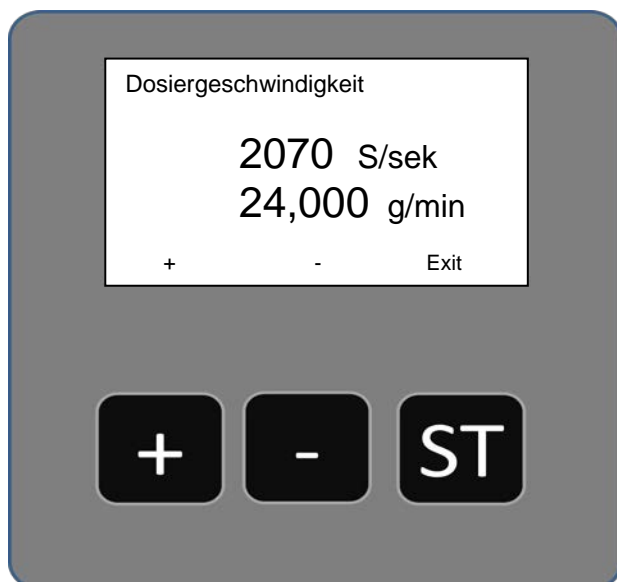 Dosiergeschwindigkeit
2070 S/sek
24,000 g/min
+ - Exit
+ - ST